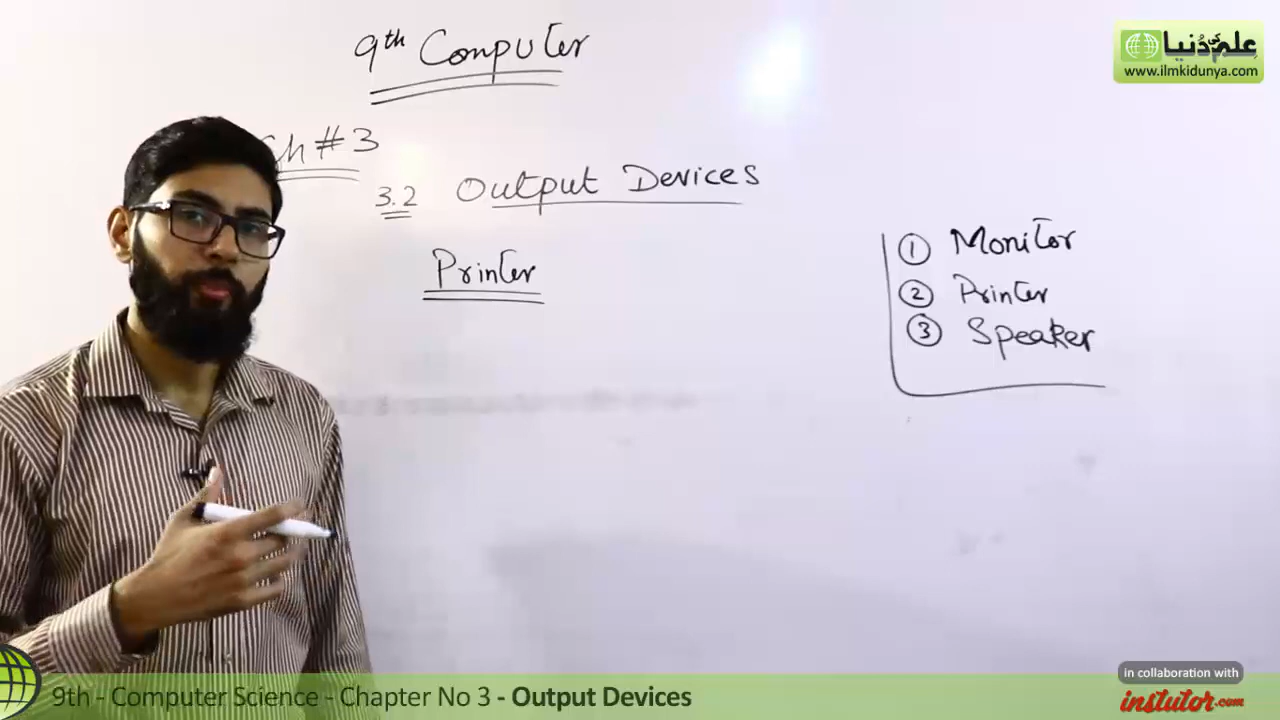 9th Computer
علم کی دُنیا
www.ilmkidunya.com
Ch # 3
3.2 Output Devices
Printer
1 Monitor
2 Printer
3 Speaker
in collaboration with
9th - Computer Science - Chapter No 3 - Output Devices
instutor.com